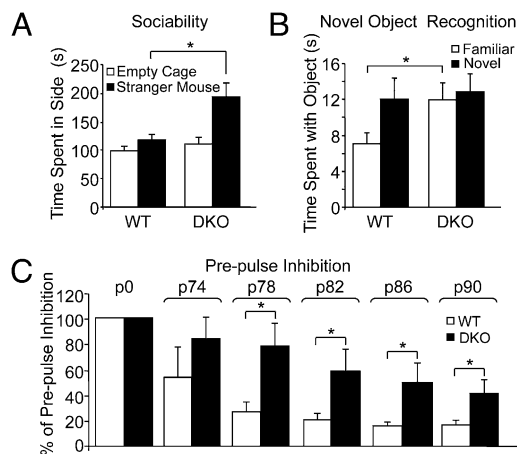 A
Sociability
*
Time Spent in Side (s)
250
200
150
100
50
0
Empty Cage
Stranger Mouse
WT DKO
B
Novel Object Recognition
*
Familiar
Novel
Time Spent with Object (s)
16
12
8
4
0
WT DKO
C
Pre-pulse Inhibition
p0 p74 p78 p82 p86 p90
% of Pre-pulse Inhibition
120
100
80
60
40
20
0
* * * *
WT
DKO